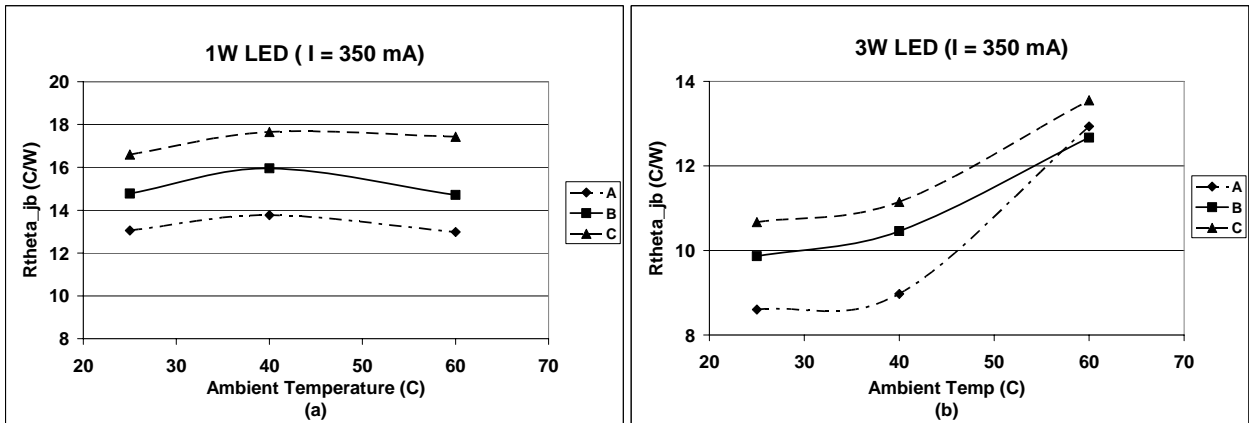 1W LED ( I = 350 mA)
Rtheta_jb (C/W)
20
18
16
14
12
10
8
20 30 40 50 60 70
Ambient Temperature (C)
(a)
A
B
C
3W LED (I = 350 mA)
Rtheta_jb (C/W)
14
12
10
8
20 30 40 50 60 70
Ambient Temp (C)
(b)
A
B
C